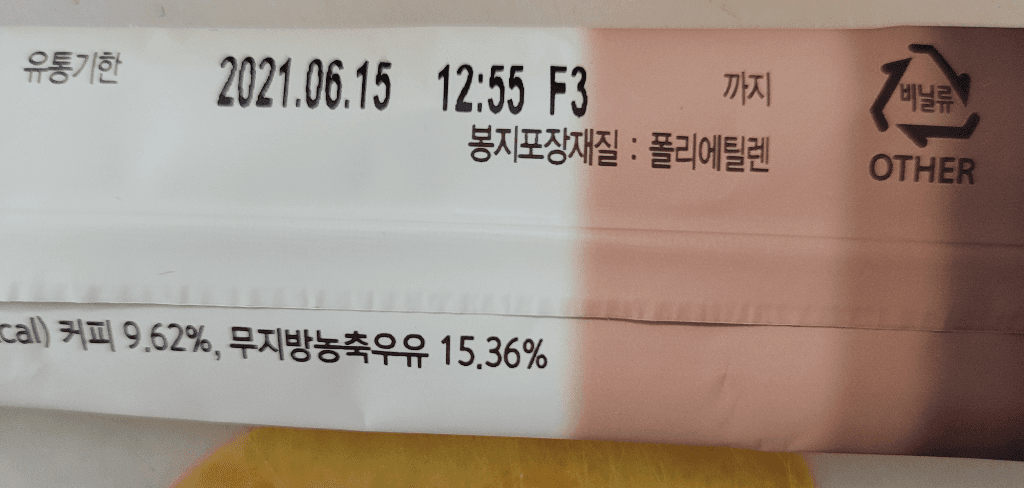 유통기한 2021.06.15 12:55 F3 까지
봉지포장재질 : 폴리에틸렌
비닐류
OTHER
cal) 커피 9.62%, 무지방농축우유 15.36%